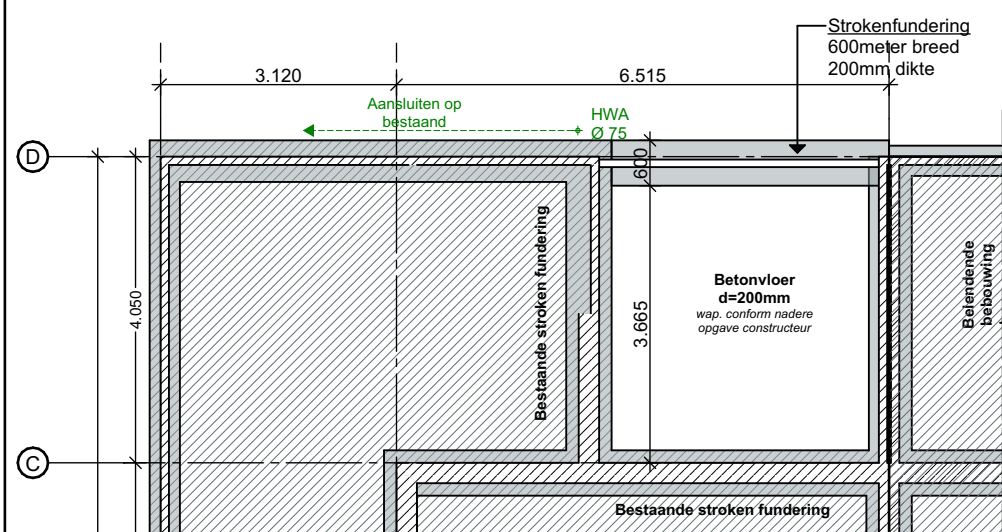 Strokenfundering
600meter breed
200mm dikte
3.120
6.515
Aansluiten op
bestaand
HWA
Ø 75
D
600
Bestaande stroken fundering
Betonvloer
d=200mm
wap. conform nadere
opgave constructeur
Belendende
bebouwing
4.050
3.665
C
Bestaande stroken fundering